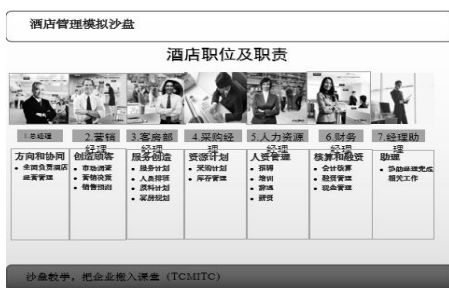 酒店管理模拟沙盘
酒店职位及职责
1.总经理
2.营销经理
3.客房部经理
4.采购经理
5.人力资源经理
6.财务经理
7.经理助理
方向和协同
• 全面负责酒店
经营管理
创造顾客
• 市场调查
• 营销决策
• 销售预测
服务创造
• 服务计划
• 人员排班
• 原料计划
• 客房规划
资源计划
• 采购计划
• 库存管理
人资管理
• 招聘
• 培训
• 薪资
核算和融资
• 会计核算
• 融资管理
• 现金管理
助理
• 协助经理完成
相关工作
沙盘教学，把企业搬入课堂（TCMITC）